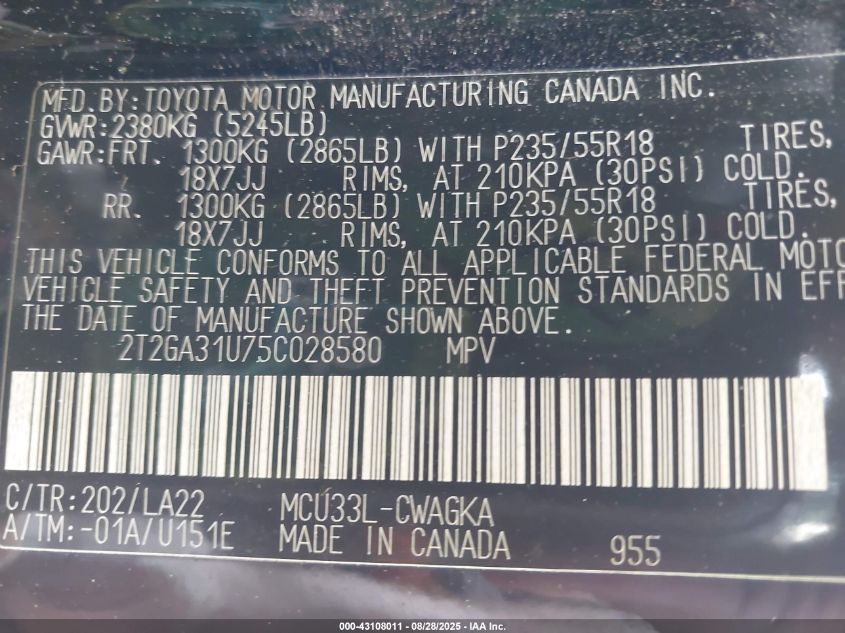 MFD.BY:TOYOTA MOTOR MANUFACTURING CANADA INC.
GVWR:2380KG (5245LB)
GAWR:FRT. 1300KG (2865LB) WITH P235/55R18 TIRES,
18X7JJ RIMS, AT 210KPA (30PSI) COLD.
RR. 1300KG (2865LB) WITH P235/55R18 TIRES,
18X7JJ RIMS, AT 210KPA (30PSI) COLD.
THIS VEHICLE CONFORMS TO ALL APPLICABLE FEDERAL MOTO
VEHICLE SAFETY AND THEFT PREVENTION STANDARDS IN EFF
THE DATE OF MANUFACTURE SHOWN ABOVE.
2T2GA31U75C028580 MPV
C/TR:202/LA22 MCU33L-CWAGKA
A/TM:-01A/U151E MADE IN CANADA 955
000-43108011 - 08/28/2025 - IAA Inc.